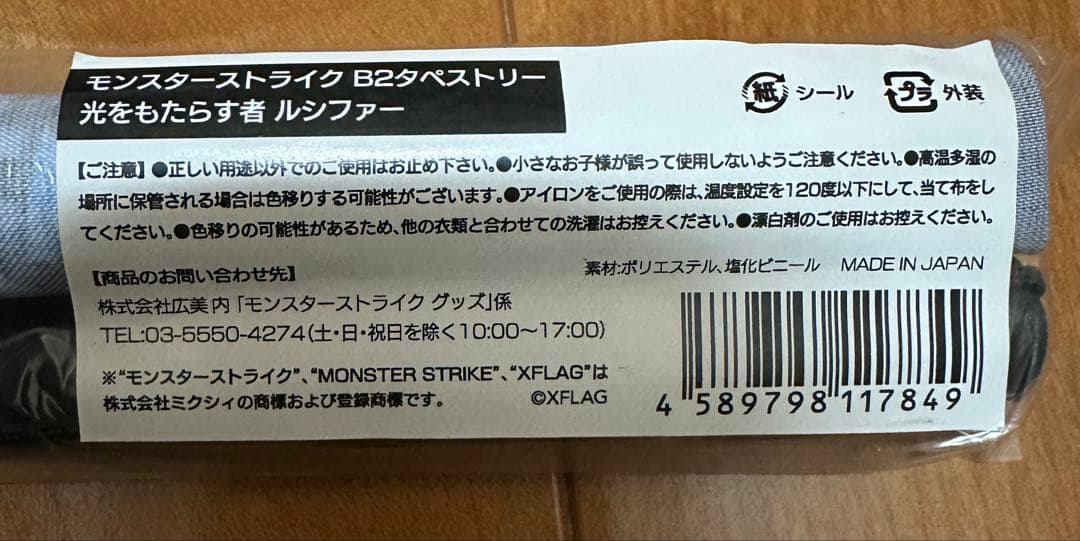 モンスターストライク B2タペストリー
光をもたらす者 ルシファー
紙 シール
プラ 外装
【ご注意】●正しい用途以外でのご使用はお止め下さい。●小さなお子様が誤って使用しないようご注意ください。●高温多湿の
場所に保管される場合は色移りする可能性がございます。●アイロンをご使用の際は、温度設定を120度以下にして、当て布をし
てください。●色移りの可能性があるため、他の衣類と合わせての洗濯はお控えください。●漂白剤のご使用はお控えください。
【商品のお問い合わせ先】
株式会社広美内「モンスターストライク グッズ」係
TEL:03-5550-4274(土・日・祝日を除く10:00〜17:00)
素材:ポリエステル、塩化ビニール MADE IN JAPAN
※“モンスターストライク”、“MONSTER STRIKE”、“XFLAG”は
株式会社ミクシィの商標および登録商標です。
©XFLAG
4 589798 117849